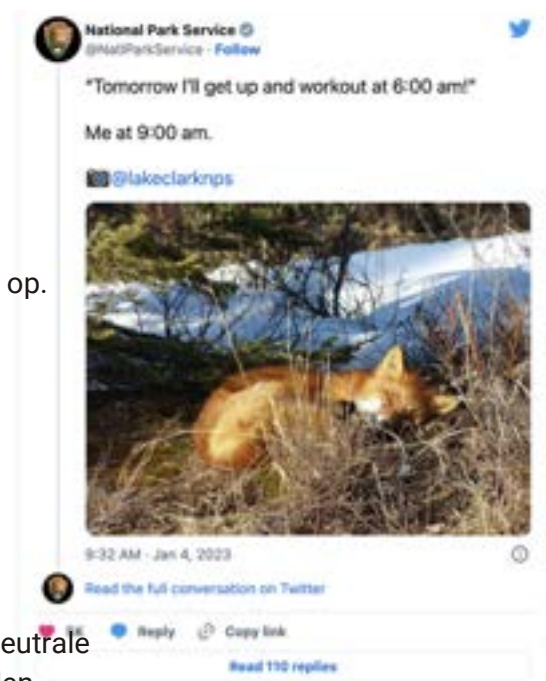 National Park Service
@NatlParkService · Follow
"Tomorrow I'll get up and workout at 6:00 am!"
Me at 9:00 am.
@lakeclarknps
op.
9:32 AM · Jan 4, 2023
Read the full conversation on Twitter
5K Reply Copy link
eutrale
Read 110 replies